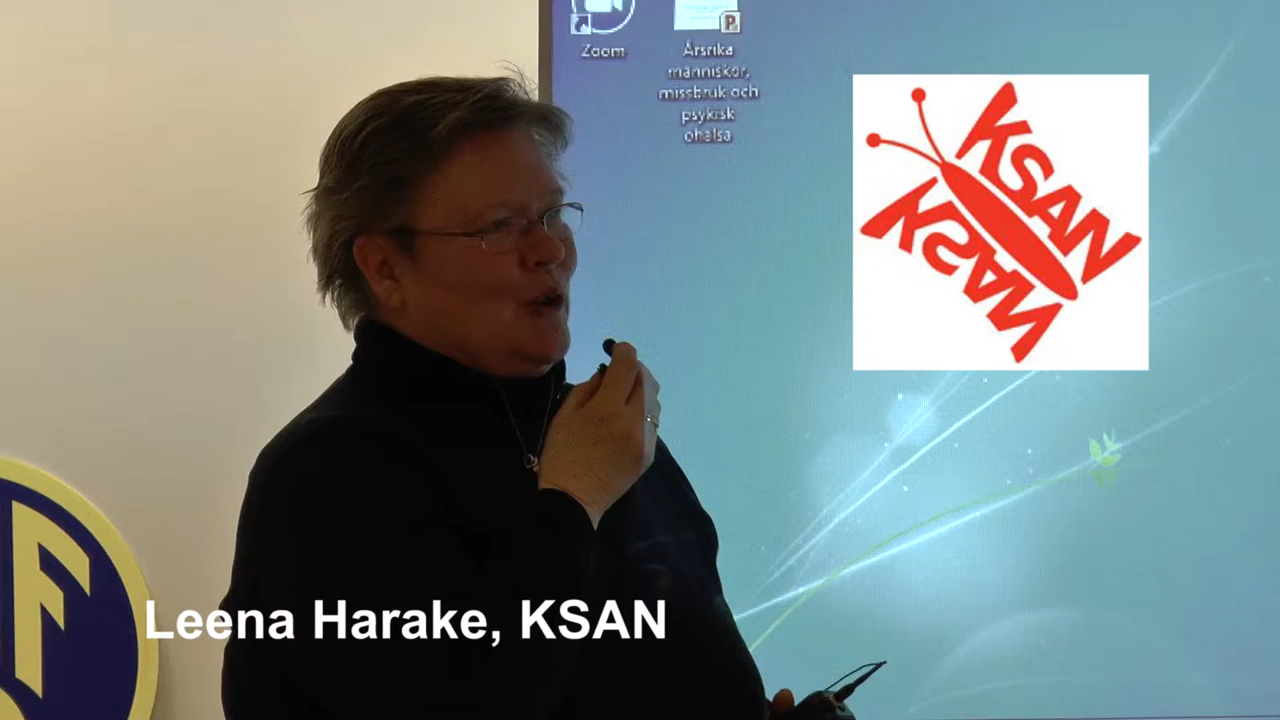 Zoom
Årsrika
människor,
missbruk och
psykisk
ohälsa
P
KSAN
KSAN
F
Leena Harake, KSAN